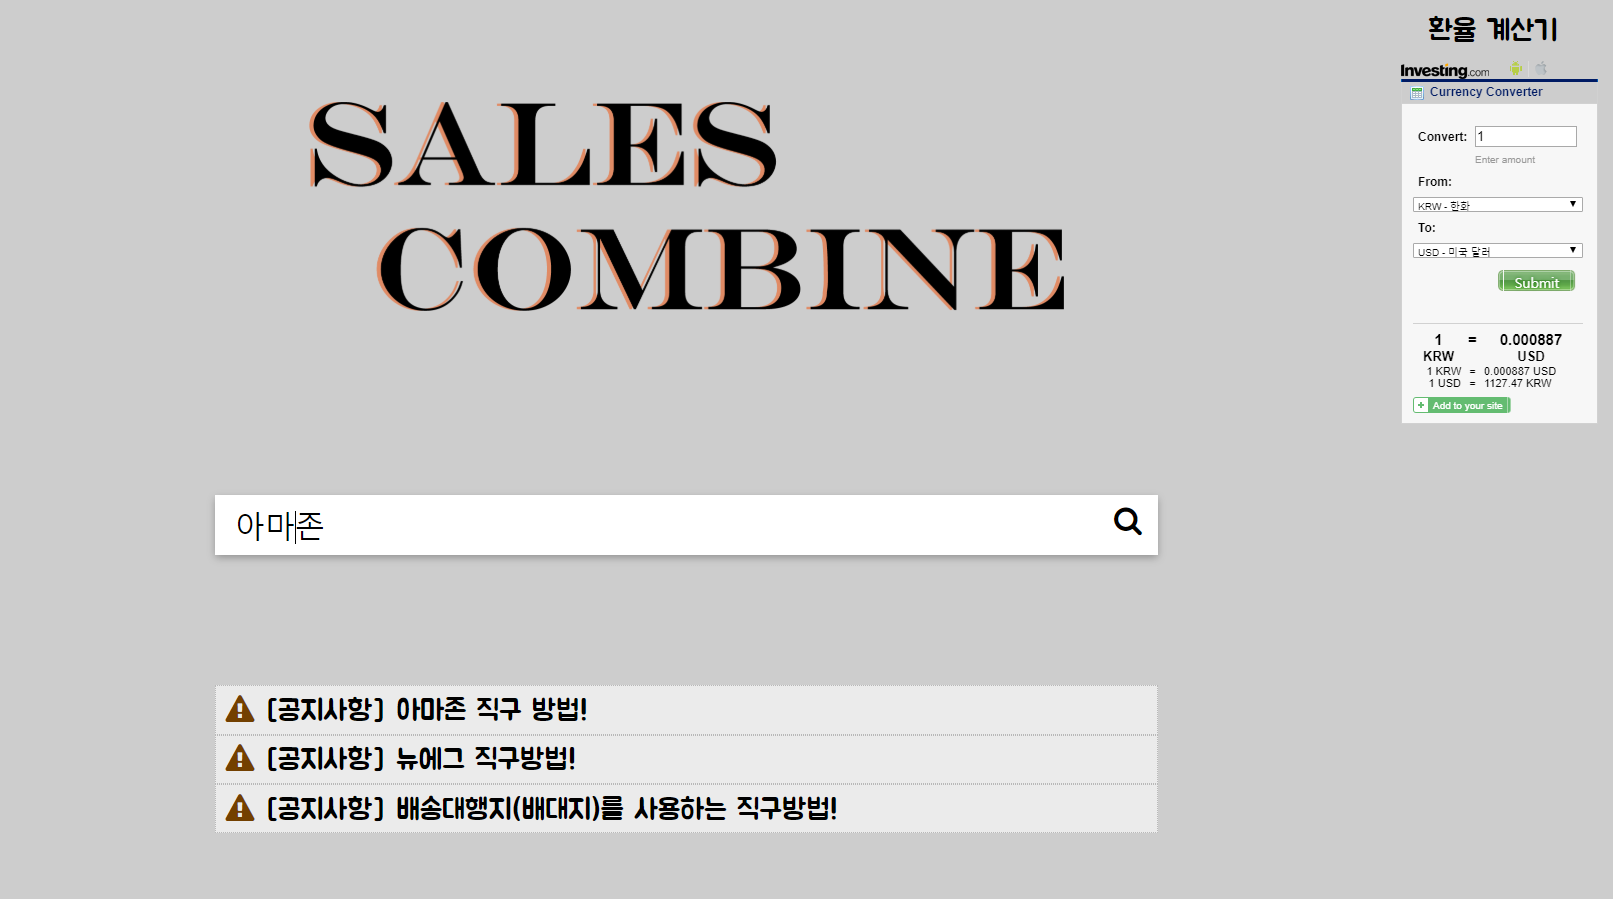 SALES
COMBINE
아마존
[공지사항] 아마존 직구 방법!
[공지사항] 뉴에그 직구방법!
[공지사항] 배송대행지(배대지)를 사용하는 직구방법!
환율 계산기
Investing.com
Currency Converter
Convert: 1
Enter amount
From:
KRW - 한화
To:
USD - 미국 달러
Submit
1 = 0.000887
KRW USD
1 KRW = 0.000887 USD
1 USD = 1127.47 KRW
Add to your site